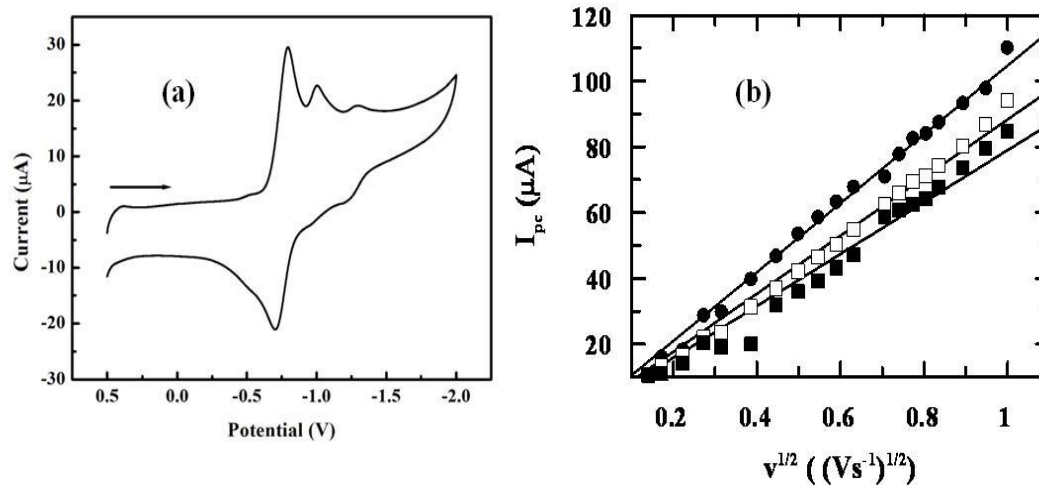 (a)
30
20
10
0
-10
-20
-30
Current (μA)
0.5 0.0 -0.5 -1.0 -1.5 -2.0
Potential (V)
(b)
120
100
80
60
40
20
I_pc (μA)
0.2 0.4 0.6 0.8 1
v^1/2 ( (Vs^-1)^1/2)